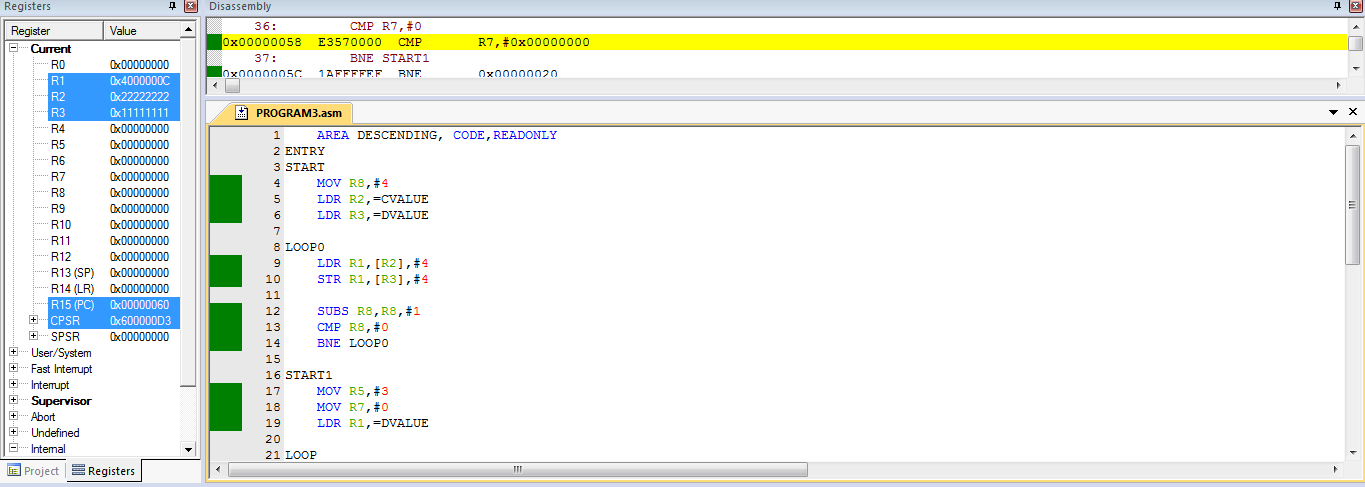 Registers
Register Value
Current
R0 0x00000000
R1 0x4000000C
R2 0x22222222
R3 0x11111111
R4 0x00000000
R5 0x00000000
R6 0x00000000
R7 0x00000000
R8 0x00000000
R9 0x00000000
R10 0x00000000
R11 0x00000000
R12 0x00000000
R13 (SP) 0x00000000
R14 (LR) 0x00000000
R15 (PC) 0x00000060
CPSR 0x600000D3
SPSR 0x00000000
User/System
Fast Interrupt
Interrupt
Supervisor
Abort
Undefined
Internal
Project Registers
Disassembly
36: CMP R7,#0
0x00000058 E3570000 CMP R7,#0x00000000
37: BNE START1
0x0000005C 1AFFFFEF BNE 0x00000020
PROGRAM3.asm
1 AREA DESCENDING, CODE,READONLY
2 ENTRY
3 START
4 MOV R8,#4
5 LDR R2,=CVALUE
6 LDR R3,=DVALUE
7
8 LOOP0
9 LDR R1,[R2],#4
10 STR R1,[R3],#4
11
12 SUBS R8,R8,#1
13 CMP R8,#0
14 BNE LOOP0
15
16 START1
17 MOV R5,#3
18 MOV R7,#0
19 LDR R1,=DVALUE
20
21 LOOP